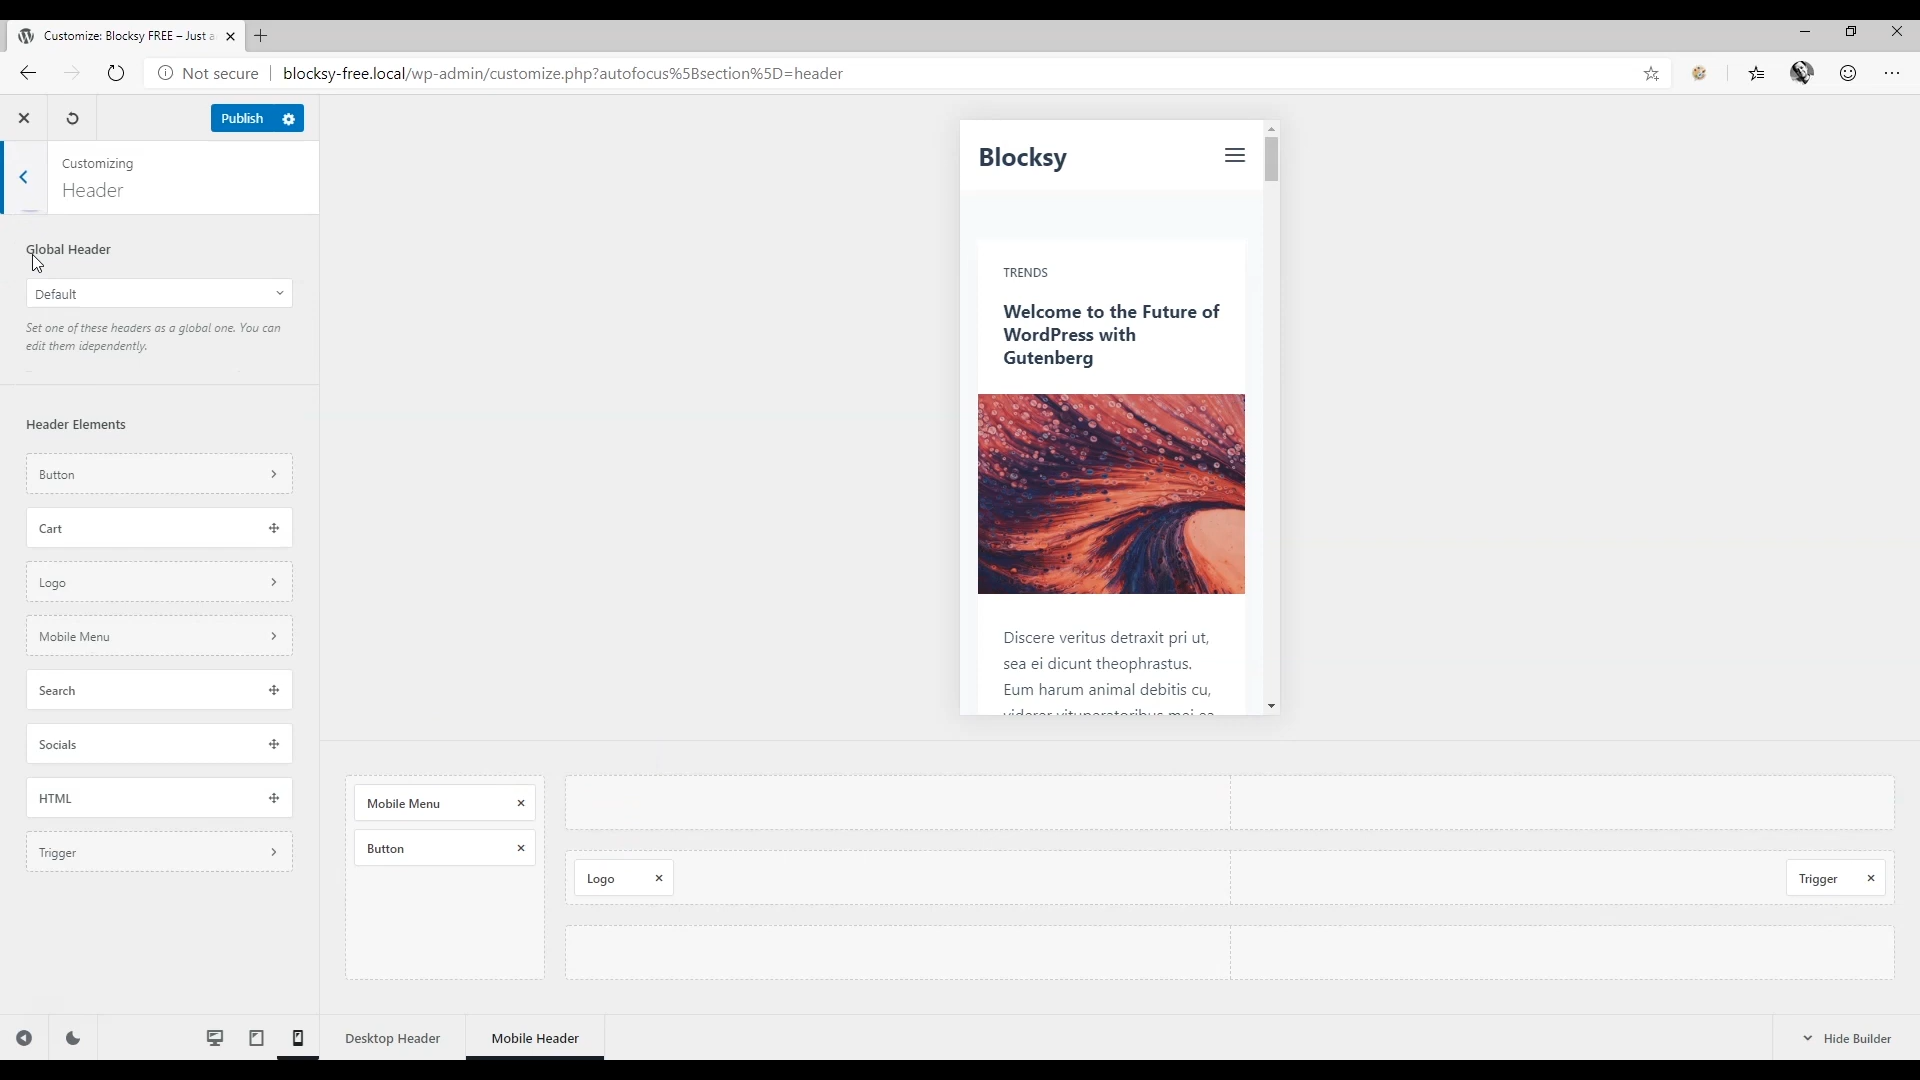 Customize: Blocksy FREE – Just a
Not secure
blocksy-free.local/wp-admin/customize.php?autofocus%5Bsection%5D=header
Publish
Customizing
Header
Global Header
Default
Set one of these headers as a global one. You can
edit them idependently.
Header Elements
Button
Cart
Logo
Mobile Menu
Search
Socials
HTML
Trigger
Blocksy
TRENDS
Welcome to the Future of
WordPress with
Gutenberg
Discere veritus detraxit pri ut,
sea ei dicunt theophrastus.
Eum harum animal debitis cu,
Mobile Menu
Button
Logo
Trigger
Desktop Header
Mobile Header
Hide Builder